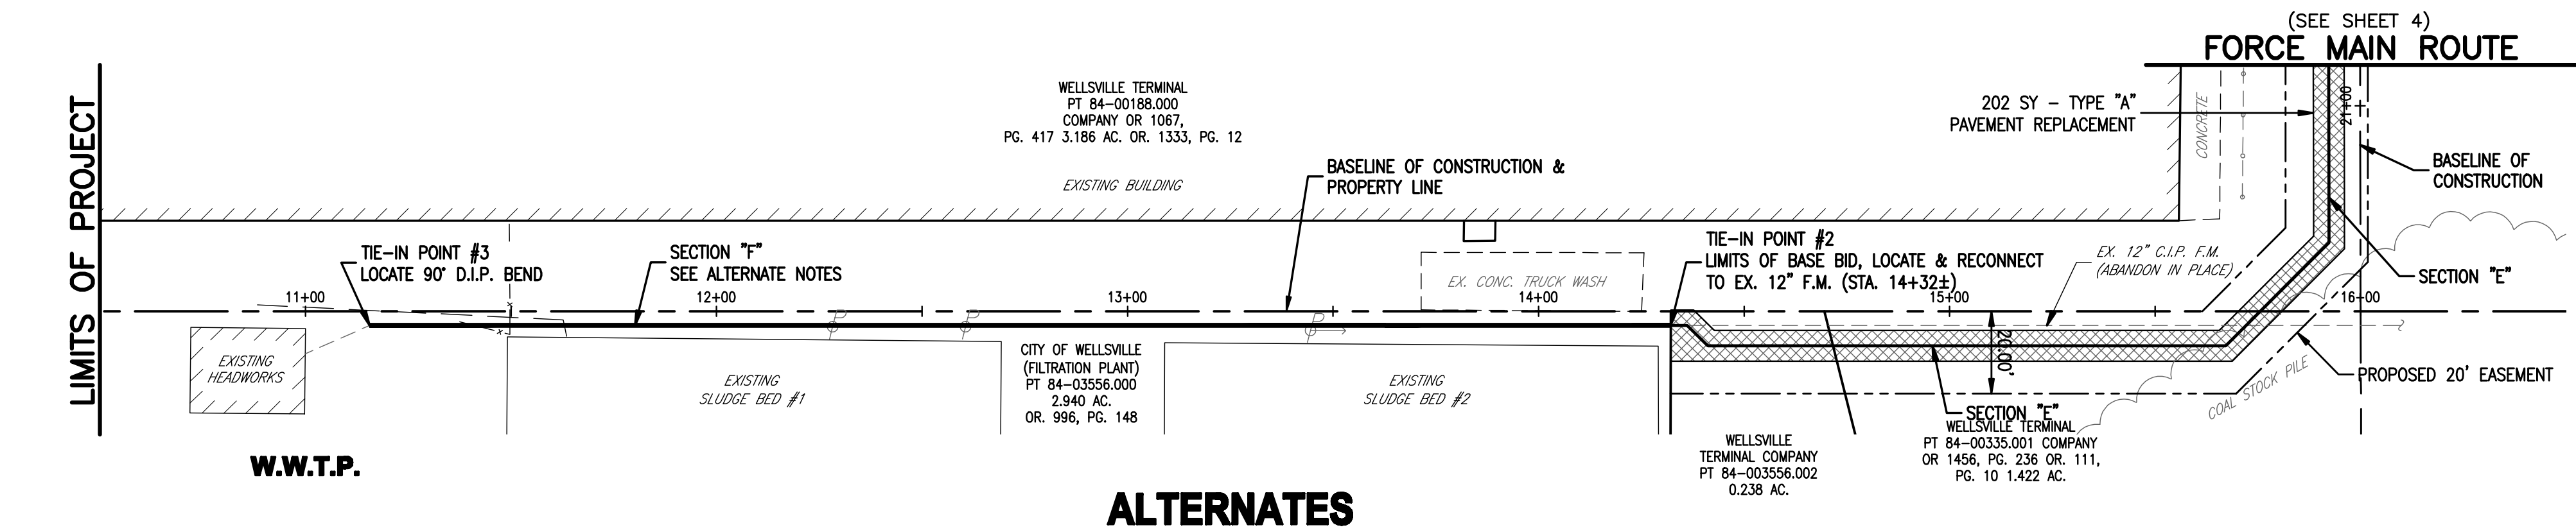 (SEE SHEET 4)
FORCE MAIN ROUTE
LIMITS OF PROJECT
WELLSVILLE TERMINAL
PT 84-00188.000
COMPANY OR 1067,
PG. 417 3.186 AC. OR. 1333, PG. 12
EXISTING BUILDING
BASELINE OF CONSTRUCTION &
PROPERTY LINE
202 SY - TYPE "A"
PAVEMENT REPLACEMENT
CONCRETE
21+00
BASELINE OF
CONSTRUCTION
TIE-IN POINT #3
LOCATE 90° D.I.P. BEND
SECTION "F"
SEE ALTERNATE NOTES
EX. CONC. TRUCK WASH
TIE-IN POINT #2
LIMITS OF BASE BID, LOCATE & RECONNECT
TO EX. 12" F.M. (STA. 14+32±)
EX. 12" C.I.P. F.M.
(ABANDON IN PLACE)
SECTION "E"
11+00
12+00
13+00
14+00
15+00
16+00
P
P
P
20.00'
EXISTING
HEADWORKS
EXISTING
SLUDGE BED #1
CITY OF WELLSVILLE
(FILTRATION PLANT)
PT 84-03556.000
2.940 AC.
OR. 996, PG. 148
EXISTING
SLUDGE BED #2
PROPOSED 20' EASEMENT
COAL STOCK PILE
SECTION "E"
WELLSVILLE TERMINAL
PT 84-00335.001 COMPANY
OR 1456, PG. 236 OR. 111,
PG. 10 1.422 AC.
WELLSVILLE
TERMINAL COMPANY
PT 84-003556.002
0.238 AC.
W.W.T.P.
ALTERNATES